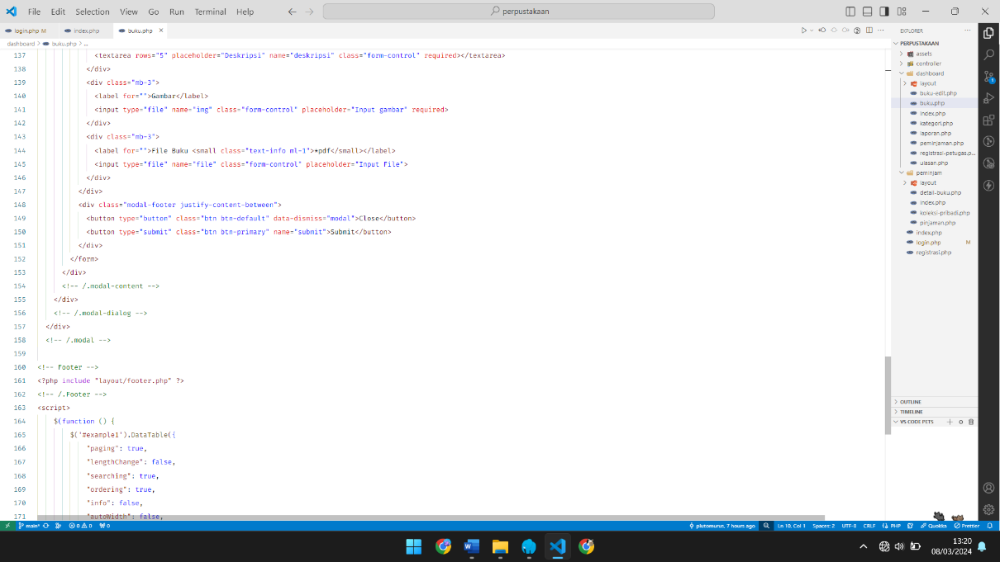 File Edit Selection View Go Run Terminal Help perpustakaan
login.php M index.php buku.php
dashboard > buku.php > ...
137 <textarea rows="5" placeholder="Deskripsi" name="deskripsi" class="form-control" required></textarea>
138 </div>
139 <div class="mb-3">
140 <label for="">Gambar</label>
141 <input type="file" name="img" class="form-control" placeholder="Input gambar" required>
142 </div>
143 <div class="mb-3">
144 <label for="">File Buku <small class="text-info ml-1">*pdf</small></label>
145 <input type="file" name="file" class="form-control" placeholder="Input File">
146 </div>
147 </div>
148 <div class="modal-footer justify-content-between">
149 <button type="button" class="btn btn-default" data-dismiss="modal">Close</button>
150 <button type="submit" class="btn btn-primary" name="submit">Submit</button>
151 </div>
152 </form>
153 </div>
154 <!-- /.modal-content -->
155 </div>
156 <!-- /.modal-dialog -->
157 </div>
158 <!-- /.modal -->
159
160 <!-- Footer -->
161 <?php include "layout/footer.php" ?>
162 <!-- /.Footer -->
163 <script>
164 $(function () {
165 $('#example1').DataTable({
166 "paging": true,
167 "lengthChange": false,
168 "searching": true,
169 "ordering": true,
170 "info": false,
171 "autoWidth": false,
EXPLORER
PERPUSTAKAAN
assets
controller
dashboard
layout
buku-edit.php
buku.php
index.php
kategori.php
laporan.php
peminjaman.php
registrasi-petugas.p...
ulasan.php
peminjam
layout
detail-buku.php
index.php
koleksi-pribadi.php
pinjaman.php
index.php
login.php M
registrasi.php
OUTLINE
TIMELINE
VS CODE PETS
main* 0 0 0 plutomurus, 7 hours ago Ln 10, Col 1 Spaces: 2 UTF-8 CRLF PHP Quokka Prettier
13:20
08/03/2024